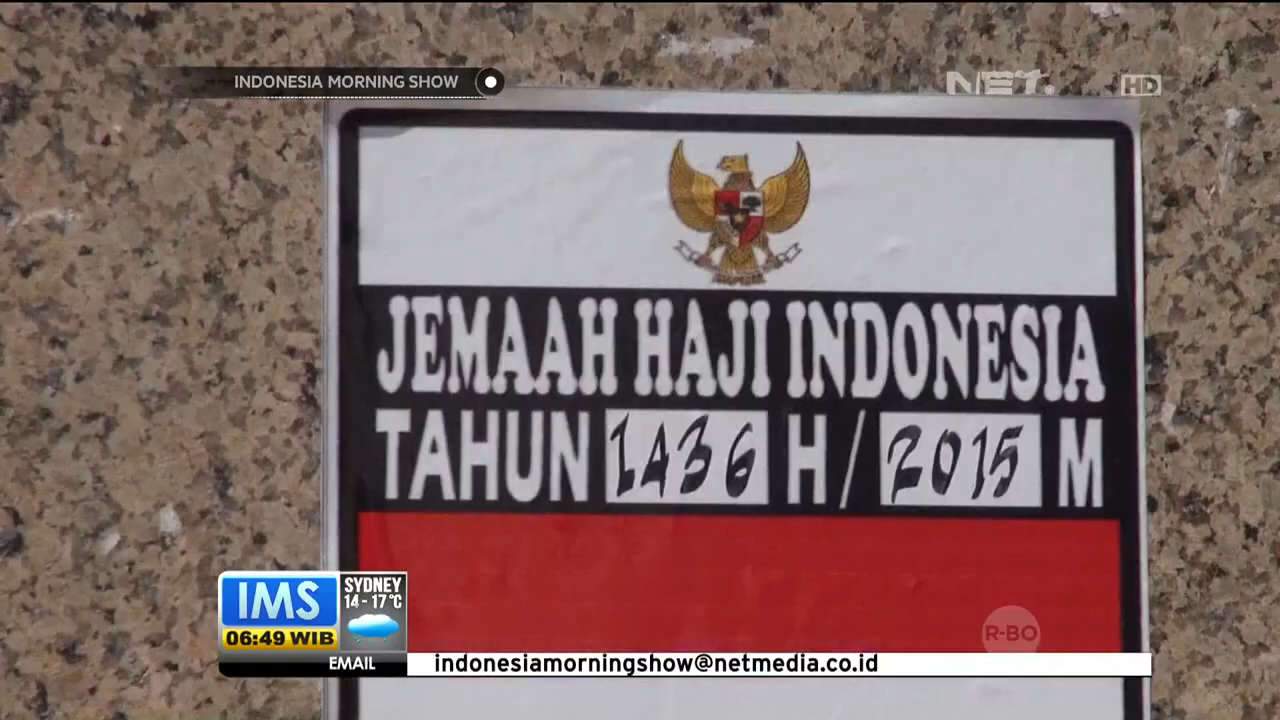 INDONESIA MORNING SHOW
NET.
HD
JEMAAH HAJI INDONESIA
TAHUN 1436 H / 2015 M
IMS
SYDNEY
14 - 17°C
06:49 WIB
R-BO
EMAIL
indonesiamorningshow@netmedia.co.id